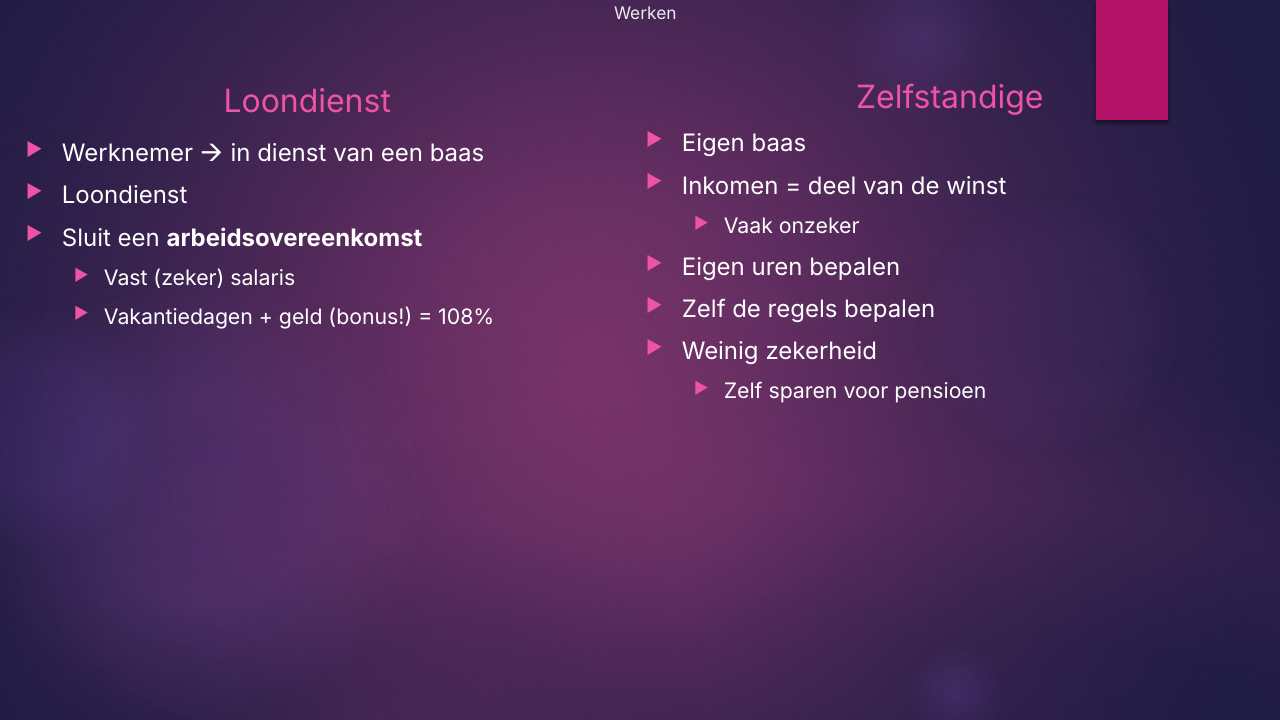 Werken
Loondienst
Werknemer → in dienst van een baas
Loondienst
Sluit een arbeidsovereenkomst
Vast (zeker) salaris
Vakantiedagen + geld (bonus!) = 108%
Zelfstandige
Eigen baas
Inkomen = deel van de winst
Vaak onzeker
Eigen uren bepalen
Zelf de regels bepalen
Weinig zekerheid
Zelf sparen voor pensioen